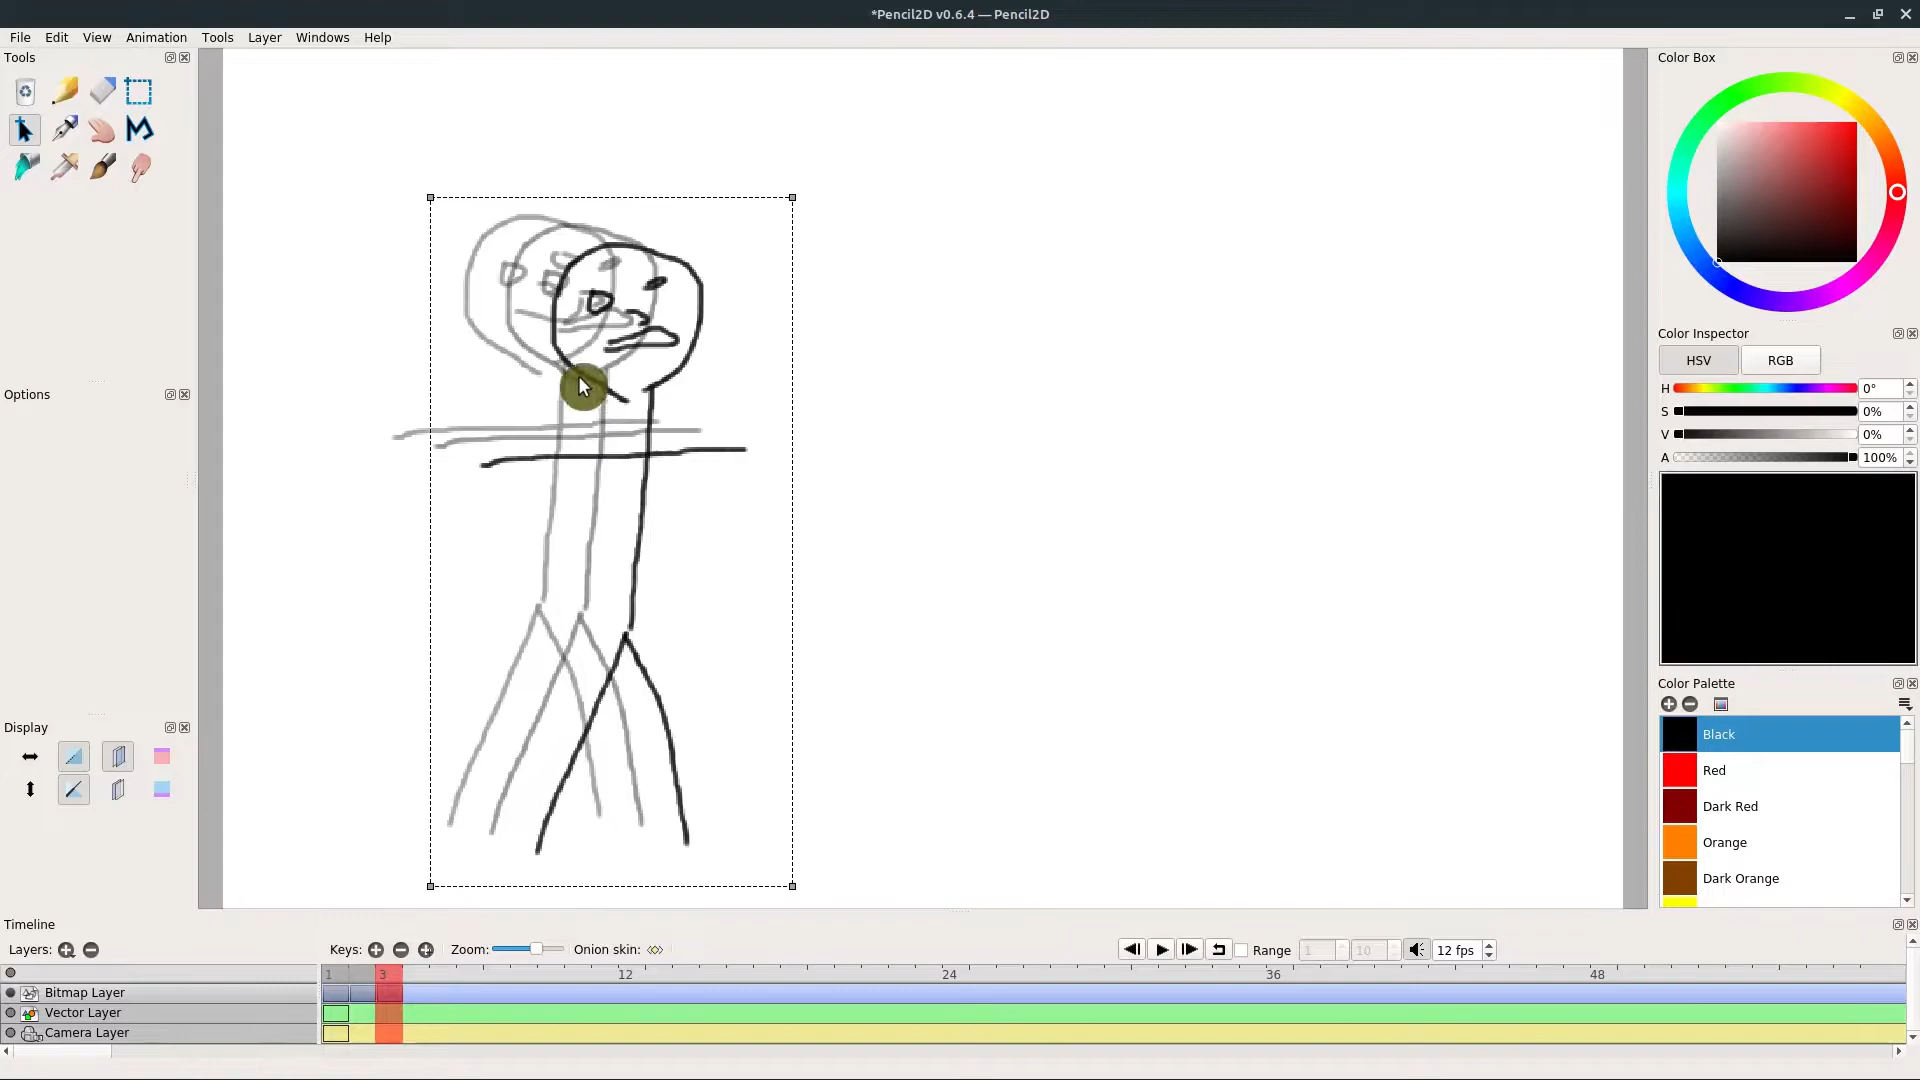 *Pencil2D v0.6.4 — Pencil2D
File Edit View Animation Tools Layer Windows Help
Tools
Color Box
Color Inspector
HSV RGB
H 0°
S 0%
V 0%
A 100%
Options
Color Palette
Black
Red
Dark Red
Orange
Dark Orange
Display
Timeline
Layers: Keys: Zoom: Onion skin: Range 1 10 12 fps
1 3 12 24 36 48
Bitmap Layer
Vector Layer
Camera Layer